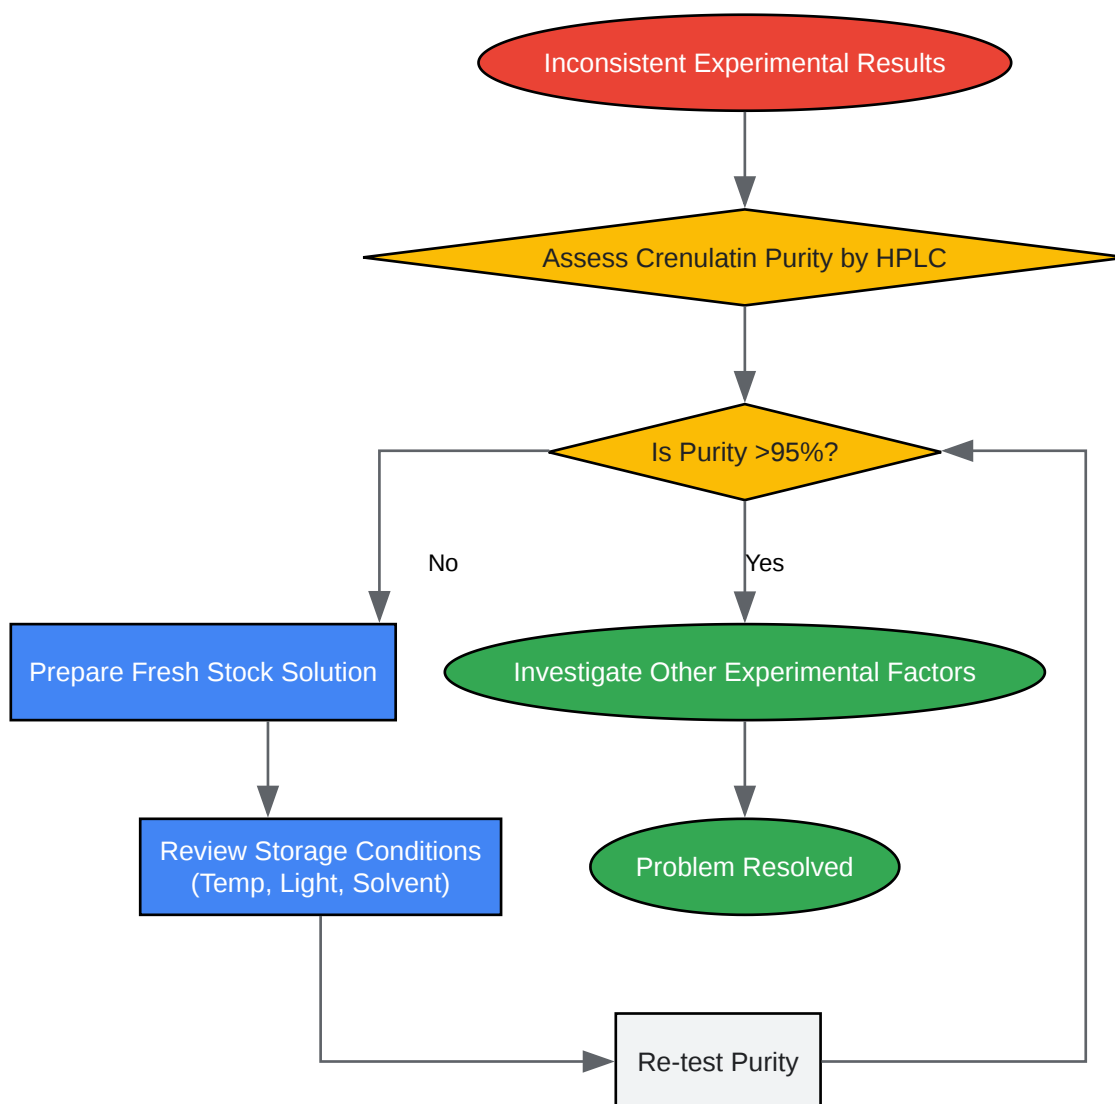 Inconsistent Experimental Results
Assess Crenulatin Purity by HPLC
Is Purity >95%?
No
Yes
Prepare Fresh Stock Solution
Investigate Other Experimental Factors
Review Storage Conditions
(Temp, Light, Solvent)
Problem Resolved
Re-test Purity